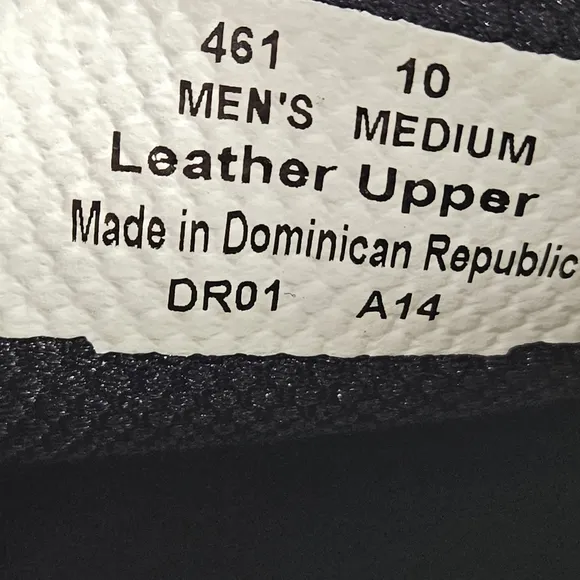 461 10
MEN'S MEDIUM
Leather Upper
Made in Dominican Republic
DR01 A14